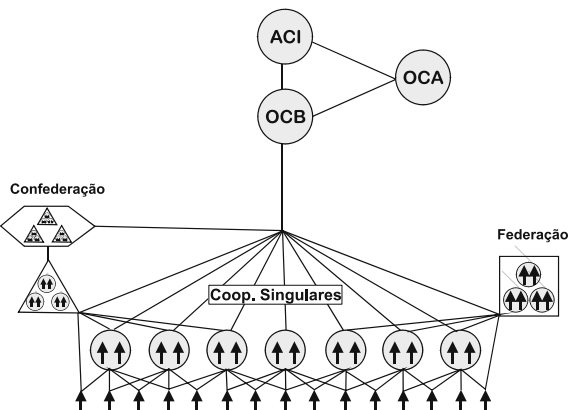 ACI
OCA
OCB
Confederação
Federação
Coop. Singulares